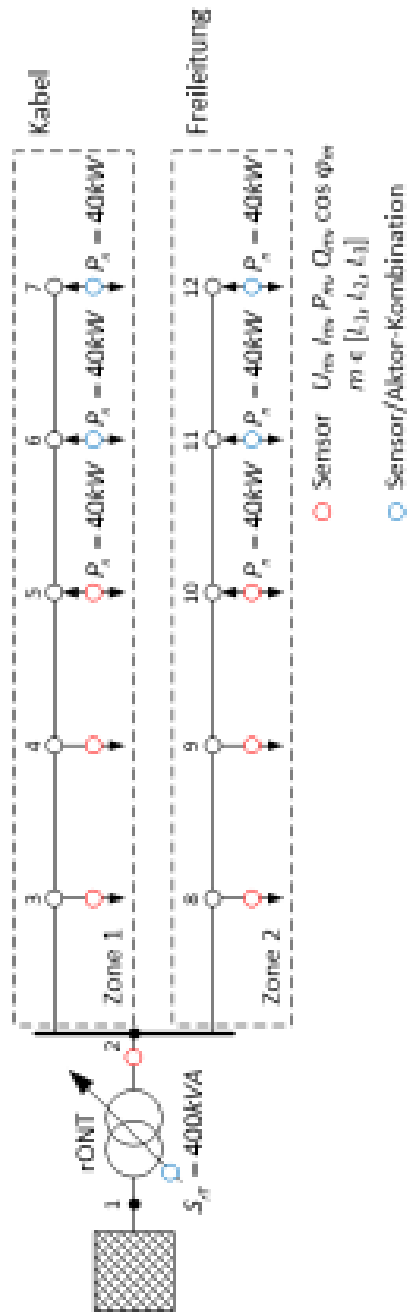 Kabel
3 4 5 6 7
Pₙ = 40kW Pₙ = 40kW Pₙ = 40kW
Zone 1
rONT
1
2
Sᵣₜ = 400kVA
Freileitung
8 9 10 11 12
Pₙ = 40kW Pₙ = 40kW Pₙ = 40kW
Zone 2
Sensor Uₘ, Iₘ, Pₘ, Qₘ, cos φₘ
m ∈ [L₁, L₂, L₃]
Sensor/Aktor-Kombination